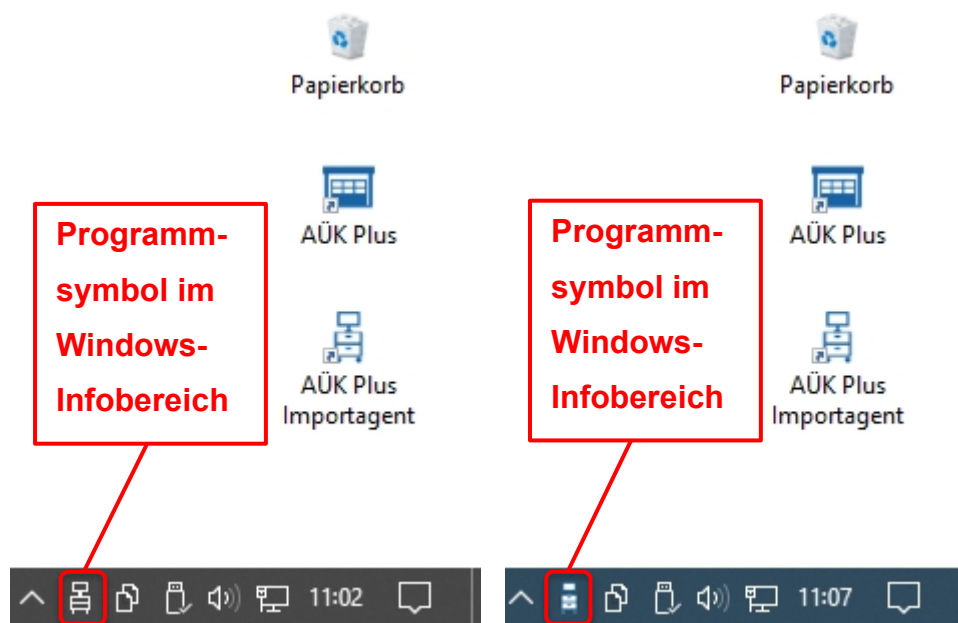 Papierkorb
AÜK Plus
Programm-
symbol im
Windows-
Infobereich
AÜK Plus
Importagent
11:02
Papierkorb
AÜK Plus
Programm-
symbol im
Windows-
Infobereich
AÜK Plus
Importagent
11:07